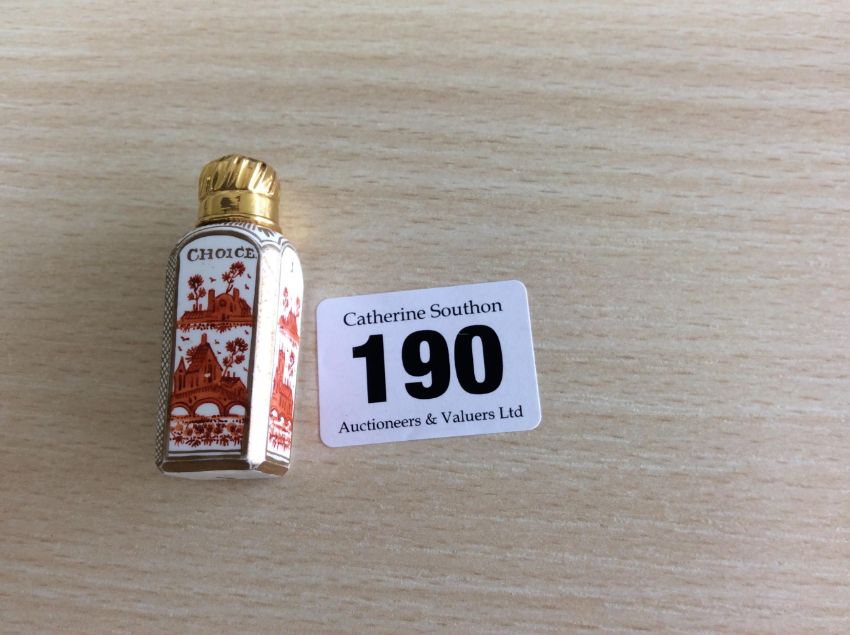 CHOICE
Catherine Southon
190
Auctioneers & Valuers Ltd